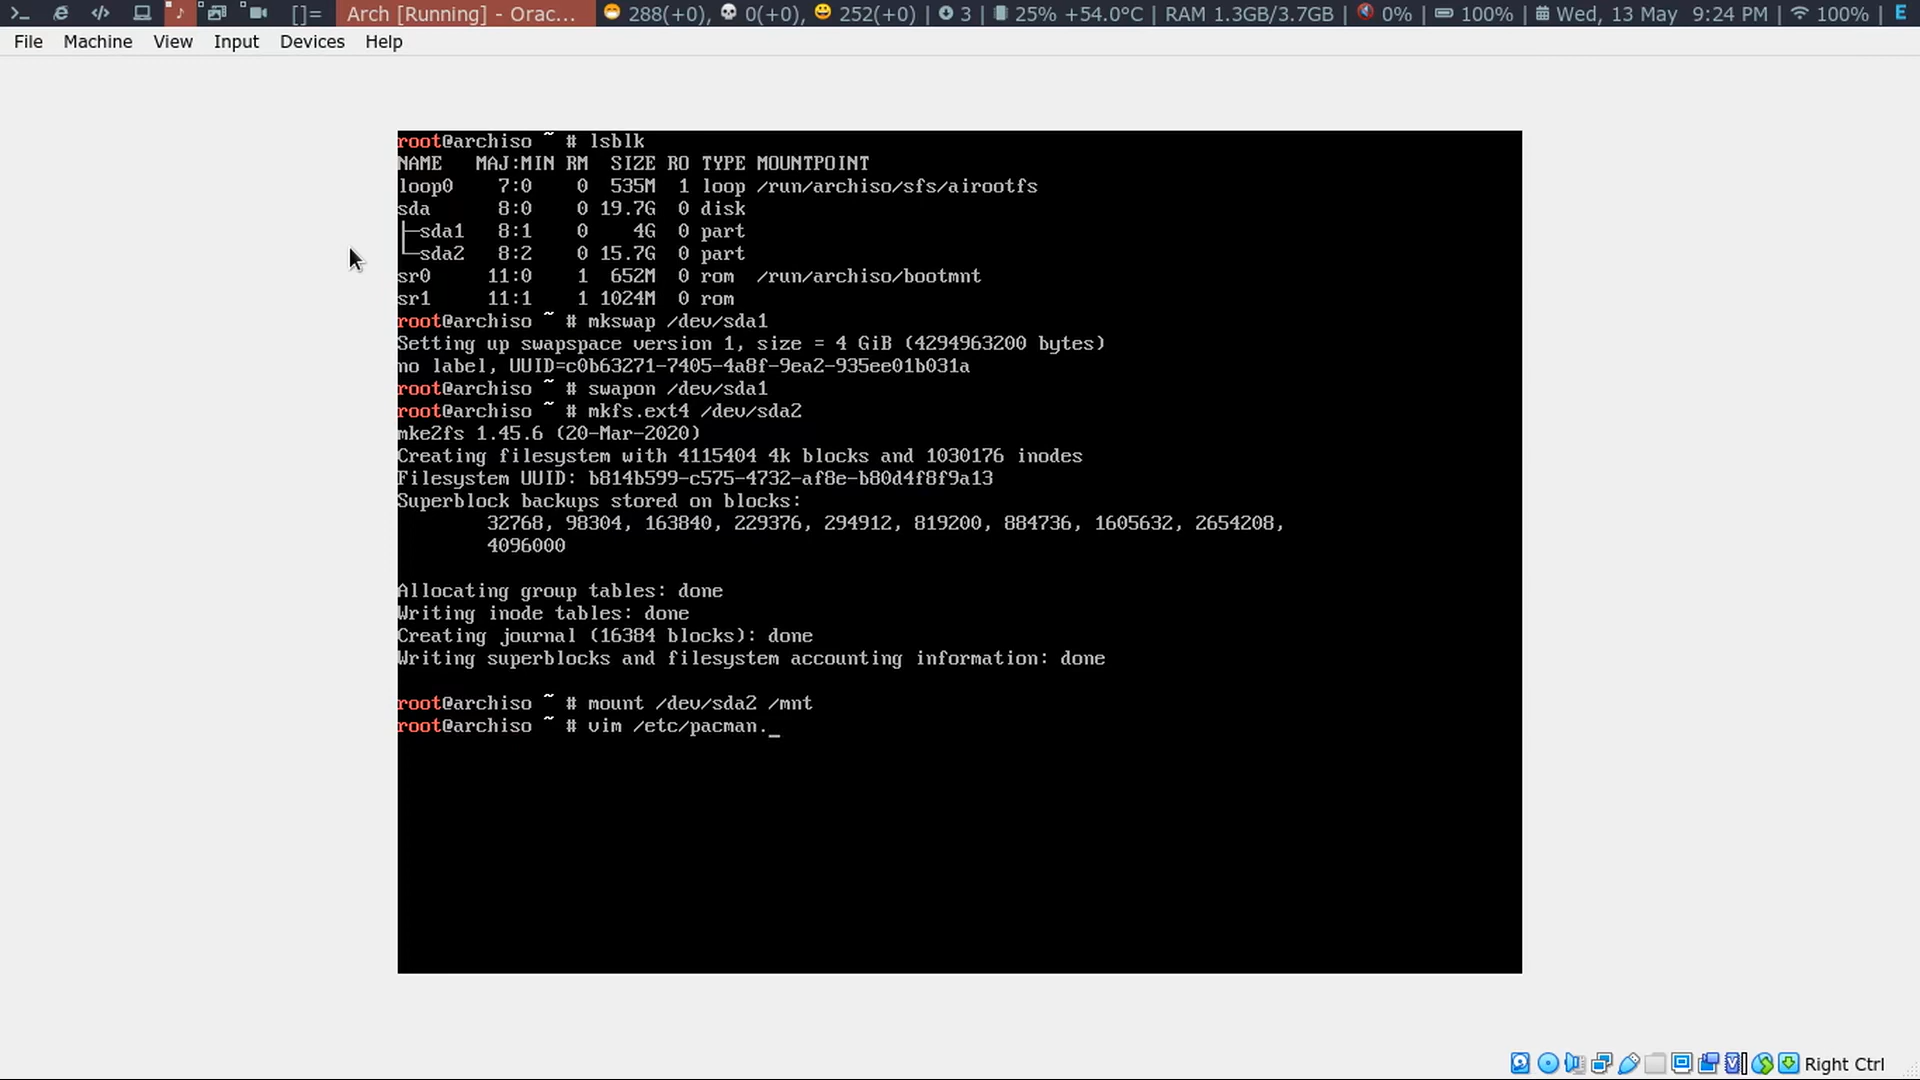 Arch [Running] - Orac... 288(+0), 0(+0), 252(+0) | 3 | 25% +54.0°C | RAM 1.3GB/3.7GB | 0% | 100% | Wed, 13 May 9:24 PM | 100% | E
File Machine View Input Devices Help
root@archiso ~ # lsblk
NAME   MAJ:MIN RM   SIZE RO TYPE MOUNTPOINT
loop0    7:0    0   535M  1 loop /run/archiso/sfs/airootfs
sda      8:0    0  19.7G  0 disk
├─sda1   8:1    0     4G  0 part
└─sda2   8:2    0  15.7G  0 part
sr0     11:0    1   652M  0 rom  /run/archiso/bootmnt
sr1     11:1    1  1024M  0 rom
root@archiso ~ # mkswap /dev/sda1
Setting up swapspace version 1, size = 4 GiB (4294963200 bytes)
no label, UUID=c0b63271-7405-4a8f-9ea2-935ee01b031a
root@archiso ~ # swapon /dev/sda1
root@archiso ~ # mkfs.ext4 /dev/sda2
mke2fs 1.45.6 (20-Mar-2020)
Creating filesystem with 4115404 4k blocks and 1030176 inodes
Filesystem UUID: b814b599-c575-4732-af8e-b80d4f8f9a13
Superblock backups stored on blocks:
32768, 98304, 163840, 229376, 294912, 819200, 884736, 1605632, 2654208,
4096000
Allocating group tables: done
Writing inode tables: done
Creating journal (16384 blocks): done
Writing superblocks and filesystem accounting information: done
root@archiso ~ # mount /dev/sda2 /mnt
root@archiso ~ # vim /etc/pacman._
Right Ctrl